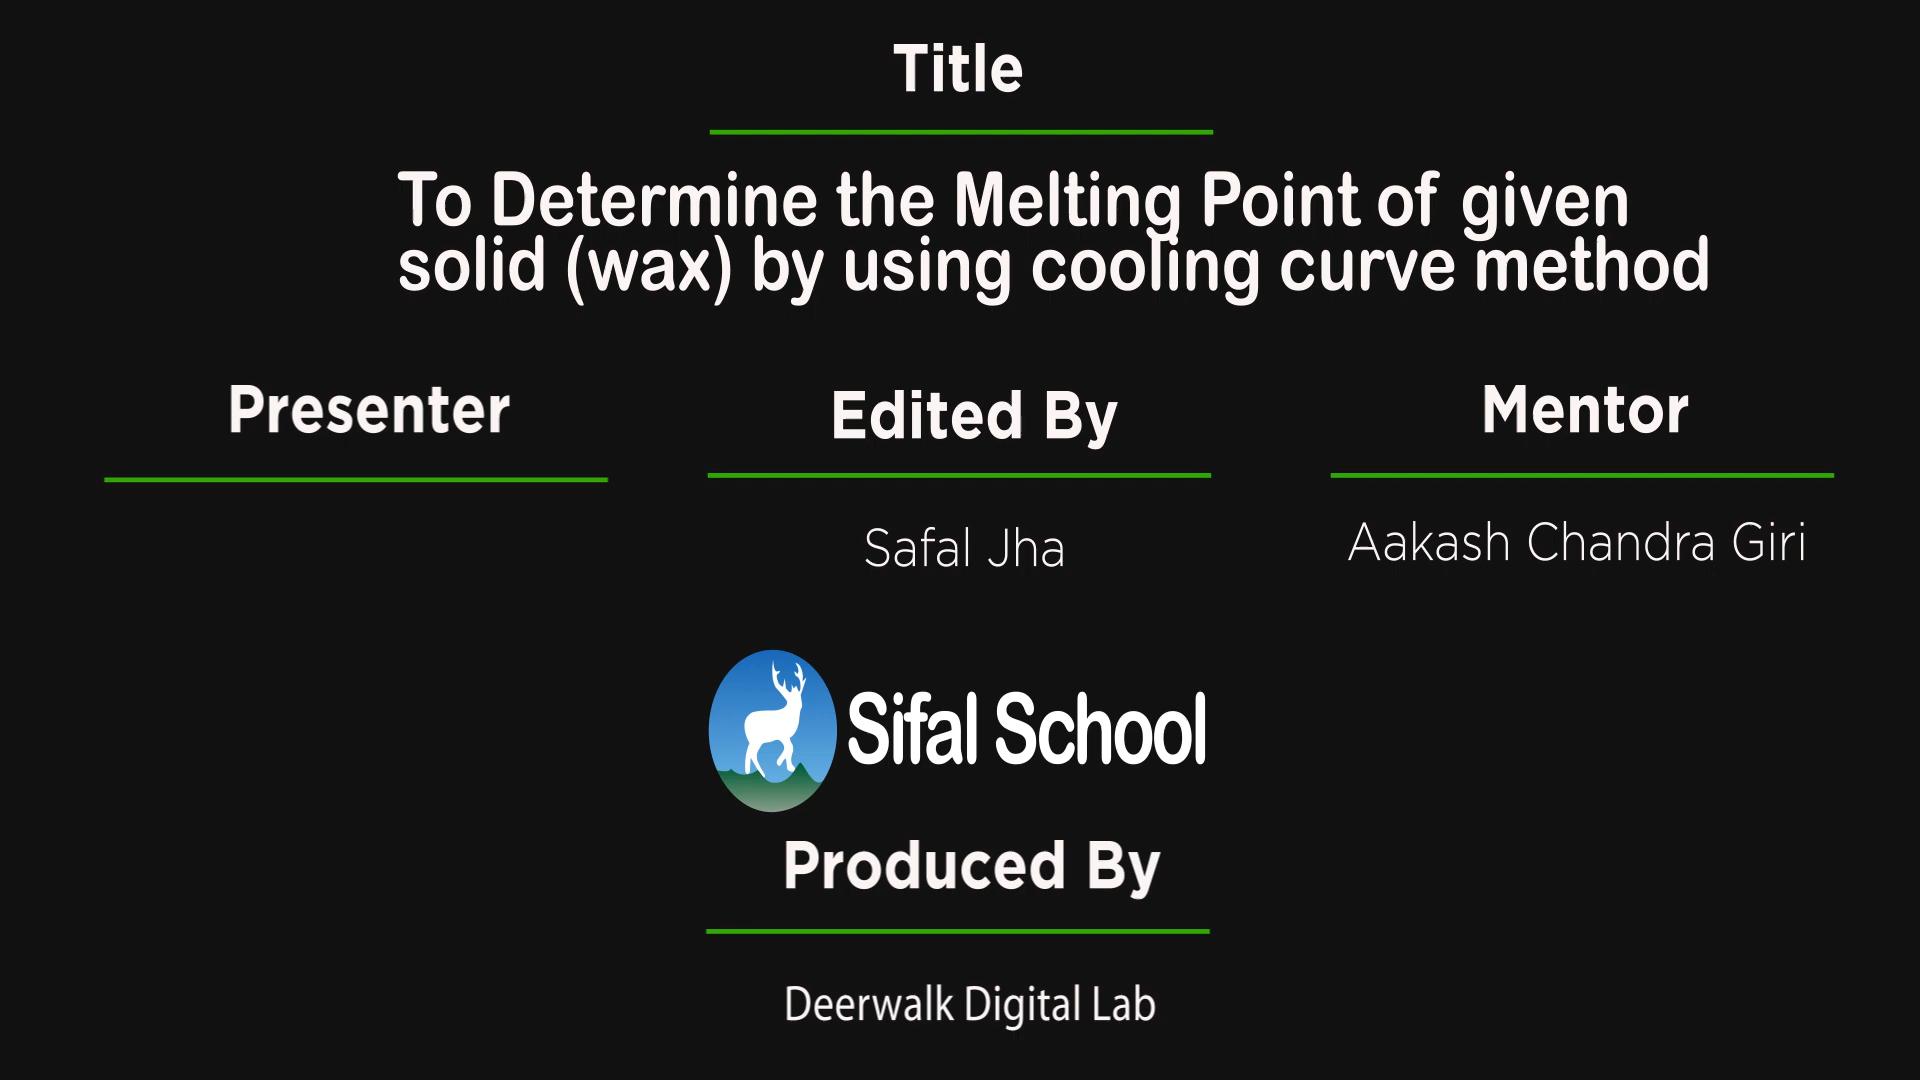 Title
To Determine the Melting Point of given
solid (wax) by using cooling curve method
Presenter
Edited By
Mentor
Safal Jha
Aakash Chandra Giri
Sifal School
Produced By
Deerwalk Digital Lab